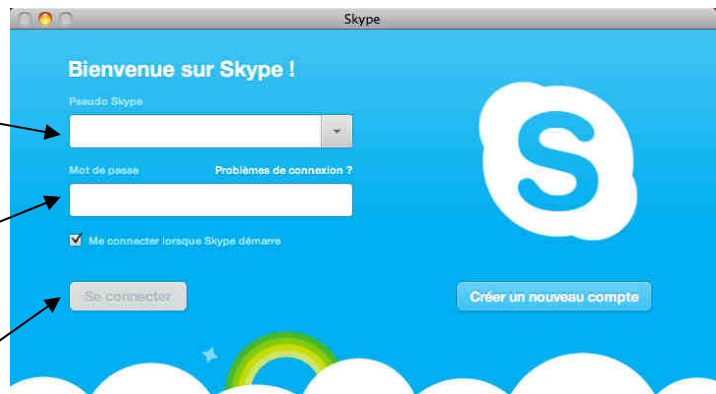 Skype
Bienvenue sur Skype !
Pseudo Skype
Mot de passe Problèmes de connexion ?
Me connecter lorsque Skype démarre
Se connecter Créer un nouveau compte
S